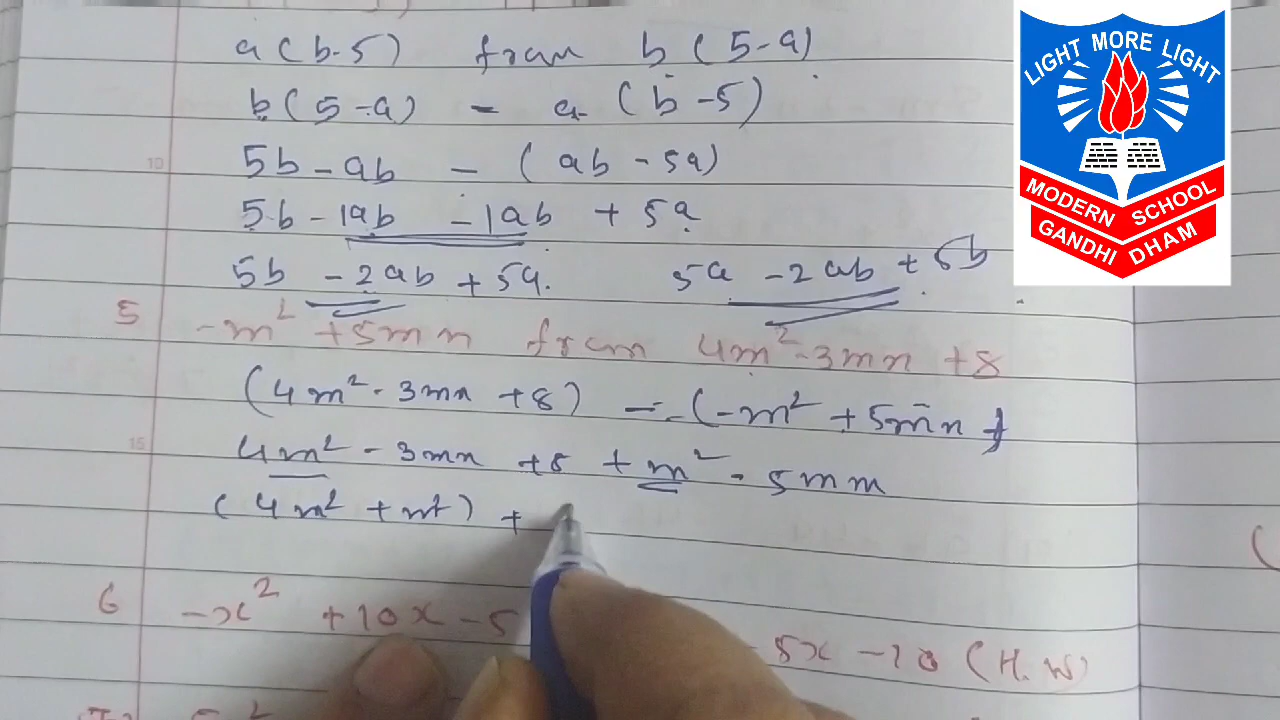 a (b-5) from b (5-a)
b (5-a) - a (b-5)
5b - ab - (ab - 5a)
5b - 1ab - 1ab + 5a
5b - 2ab + 5a. 5a - 2ab + 5b
5 -m² + 5mn from 4m² - 3mn + 8
(4m² - 3mn + 8) - (-m² + 5mn)
4m² - 3mn + 8 + m² - 5mn
(4m² + m²) +
6 -x² + 10x - 5 5x - 10 (H.W)
LIGHT MORE LIGHT
MODERN SCHOOL
GANDHI DHAM
10
15